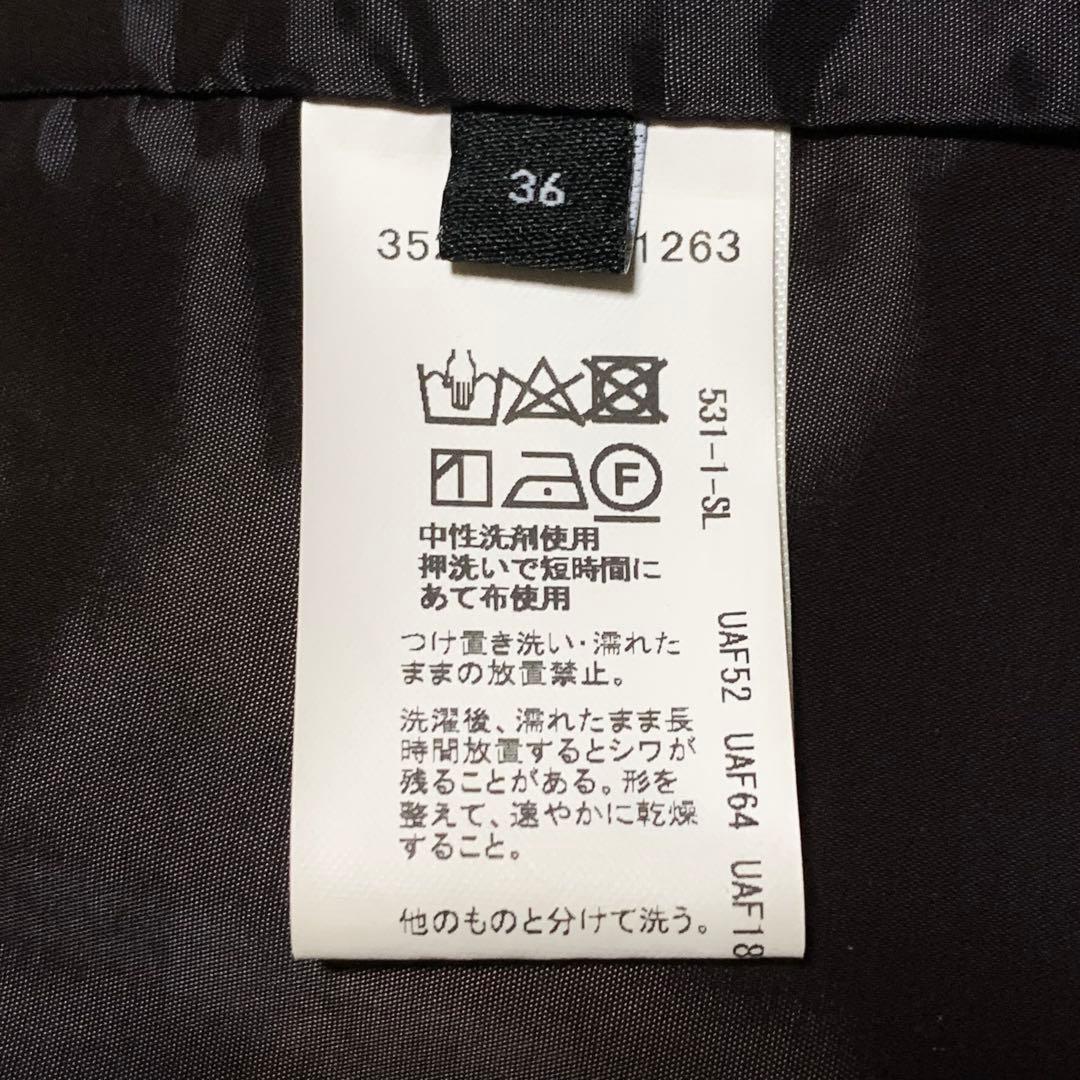 36
352 1263
F
中性洗剤使用
押洗いで短時間に
あて布使用
つけ置き洗い・濡れた
ままの放置禁止。
洗濯後、濡れたまま長
時間放置するとシワが
残ることがある。形を
整えて、速やかに乾燥
すること。
他のものと分けて洗う。
531-1-SL
UAF52 UAF64 UAF18